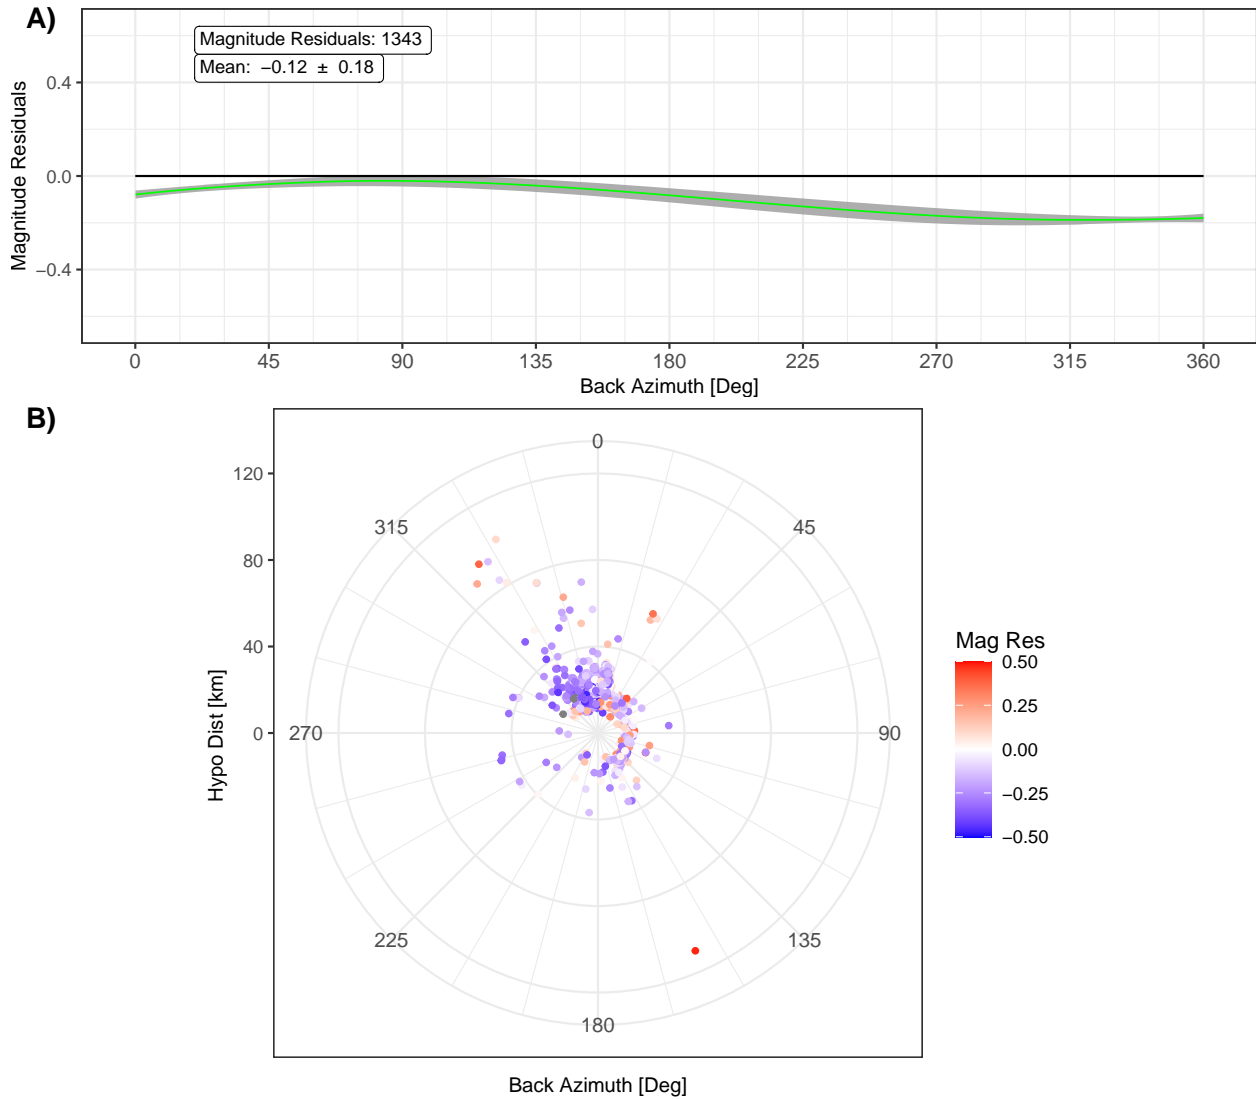 A)
Magnitude Residuals: 1343
Mean:  −0.12  ±  0.18
0.4
0.0
−0.4
Magnitude Residuals
0 45 90 135 180 225 270 315 360
Back Azimuth [Deg]
B)
0
45
90
135
180
225
270
315
120
80
40
0
Hypo Dist [km]
Back Azimuth [Deg]
Mag Res
0.50
0.25
0.00
−0.25
−0.50